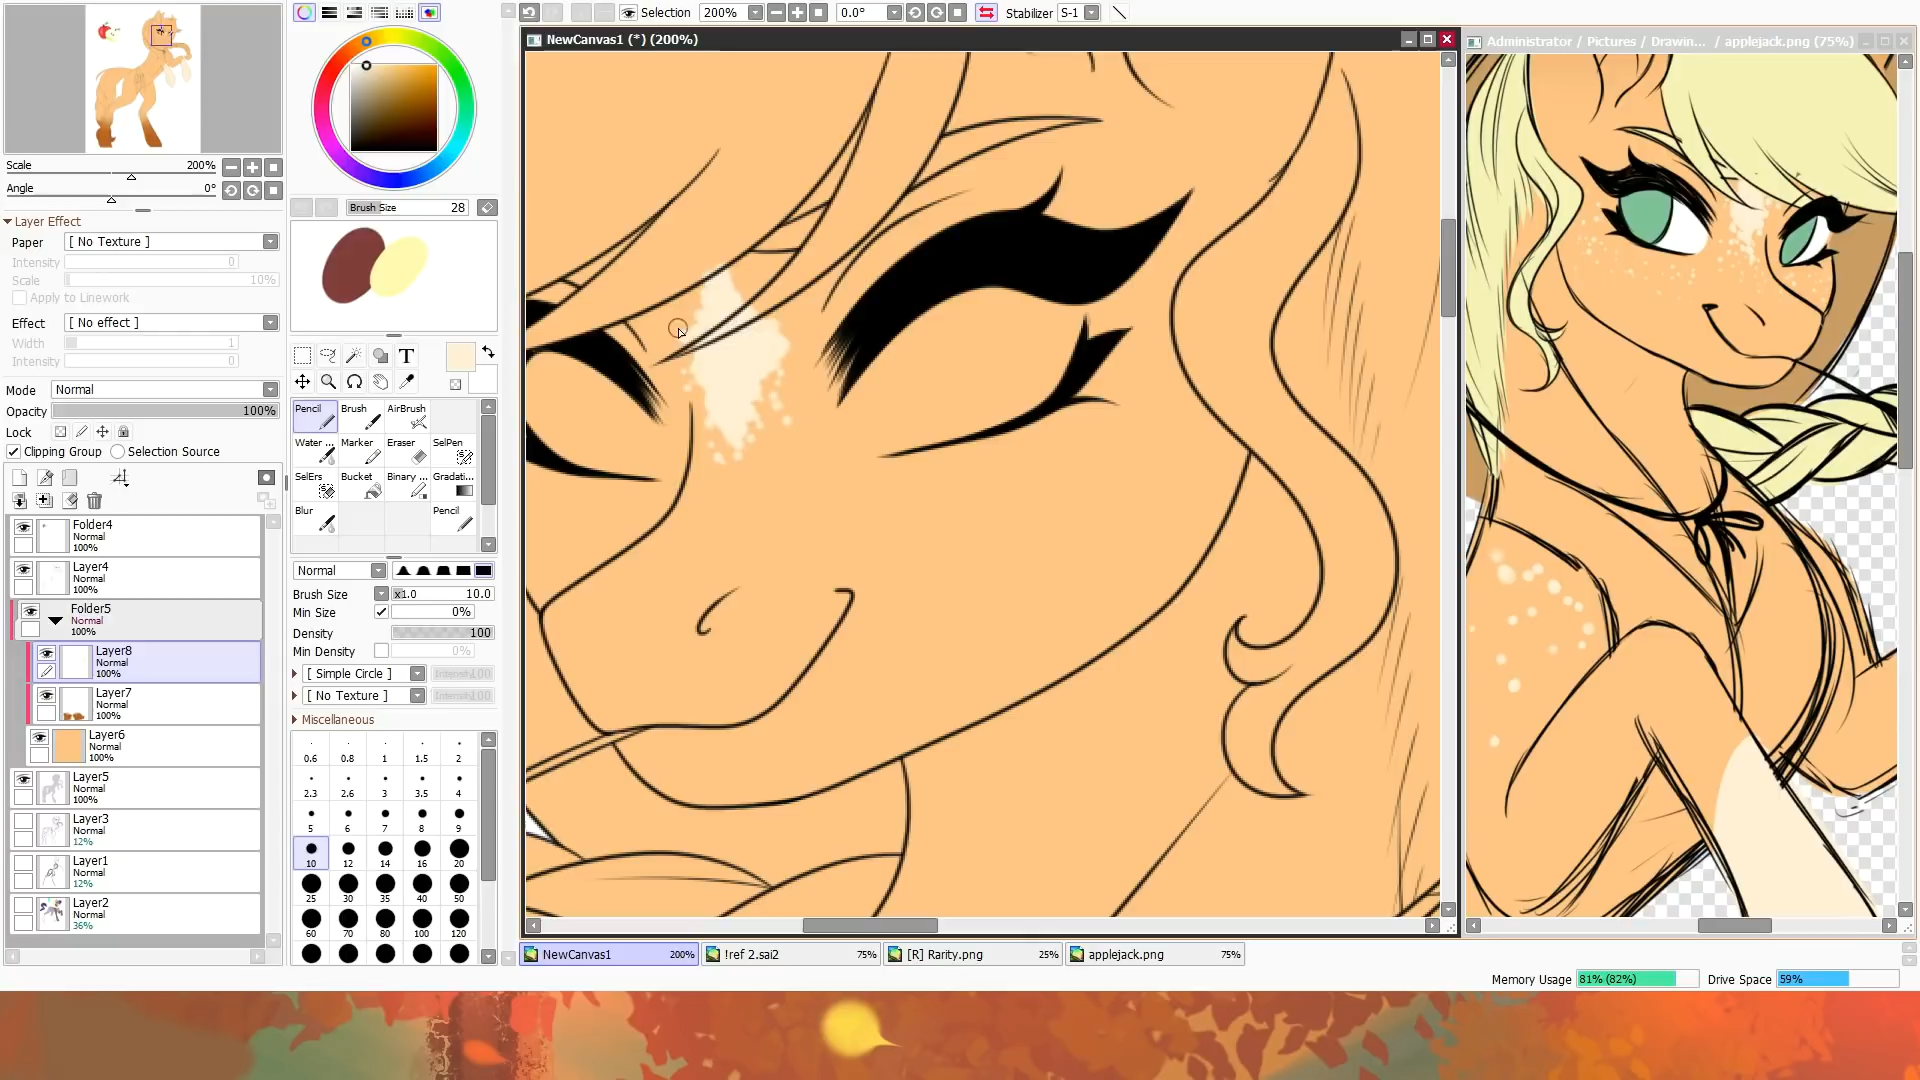 Selection 200% 0.0° Stabilizer S-1
NewCanvas1 (*) (200%)
Administrator / Pictures / Drawin... / applejack.png (75%)
Scale 200%
Angle 0°
Brush Size 28
Layer Effect
Paper [ No Texture ]
Intensity 0
Scale 10%
Apply to Linework
Effect [ No effect ]
Width 1
Intensity 0
Mode Normal
Opacity 100%
Lock
Clipping Group Selection Source
T
Pencil Brush AirBrush
Water ... Marker Eraser SelPen
SelErs Bucket Binary ... Gradati...
Blur Pencil
Folder4
Normal
100%
Layer4
Normal
100%
Folder5
Normal
100%
Layer8
Normal
100%
Layer7
Normal
100%
Layer6
Normal
100%
Layer5
Normal
100%
Layer3
Normal
12%
Layer1
Normal
12%
Layer2
Normal
36%
Normal
Brush Size x1.0 10.0
Min Size 0%
Density 100
Min Density 0%
[ Simple Circle ] Intensity 100
[ No Texture ] Intensity 100
Miscellaneous
0.6 0.8 1 1.5 2
2.3 2.6 3 3.5 4
5 6 7 8 9
10 12 14 16 20
25 30 35 40 50
60 70 80 100 120
NewCanvas1 200%
!ref 2.sai2 75%
[R] Rarity.png 25%
applejack.png 75%
Memory Usage 81% (82%) Drive Space 59%